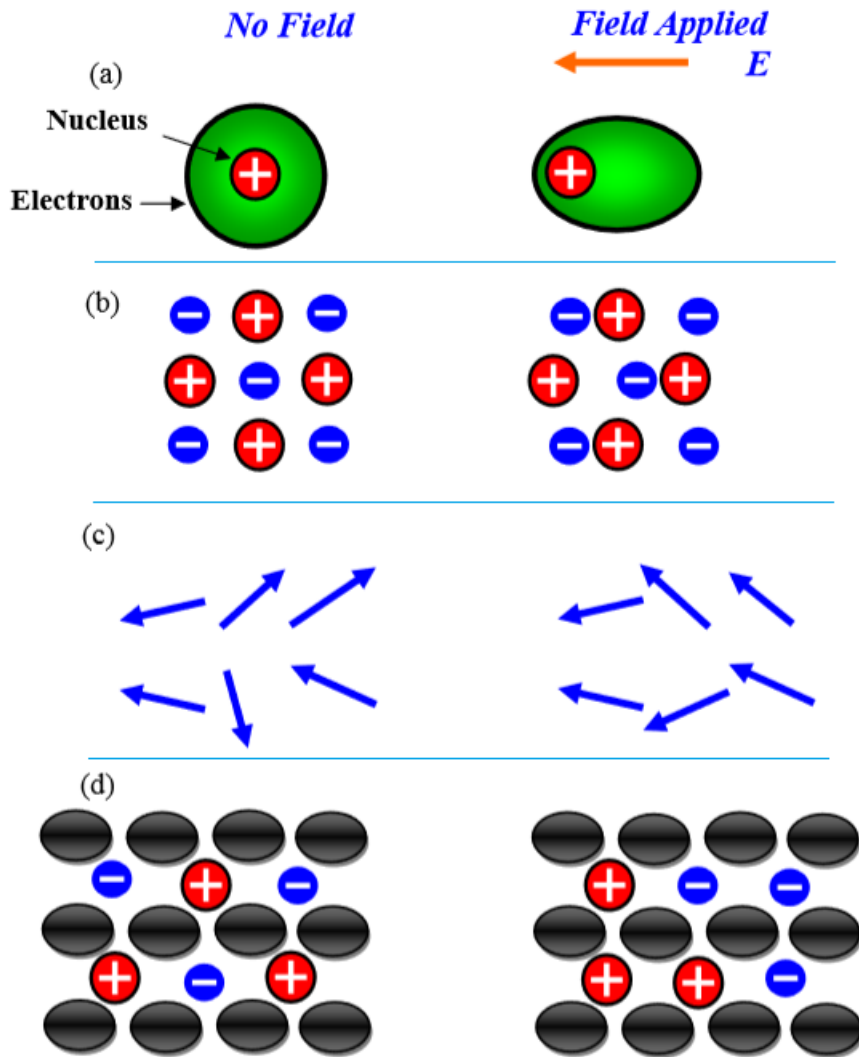 No Field
Field Applied
E
(a)
Nucleus
Electrons
(b)
(c)
(d)